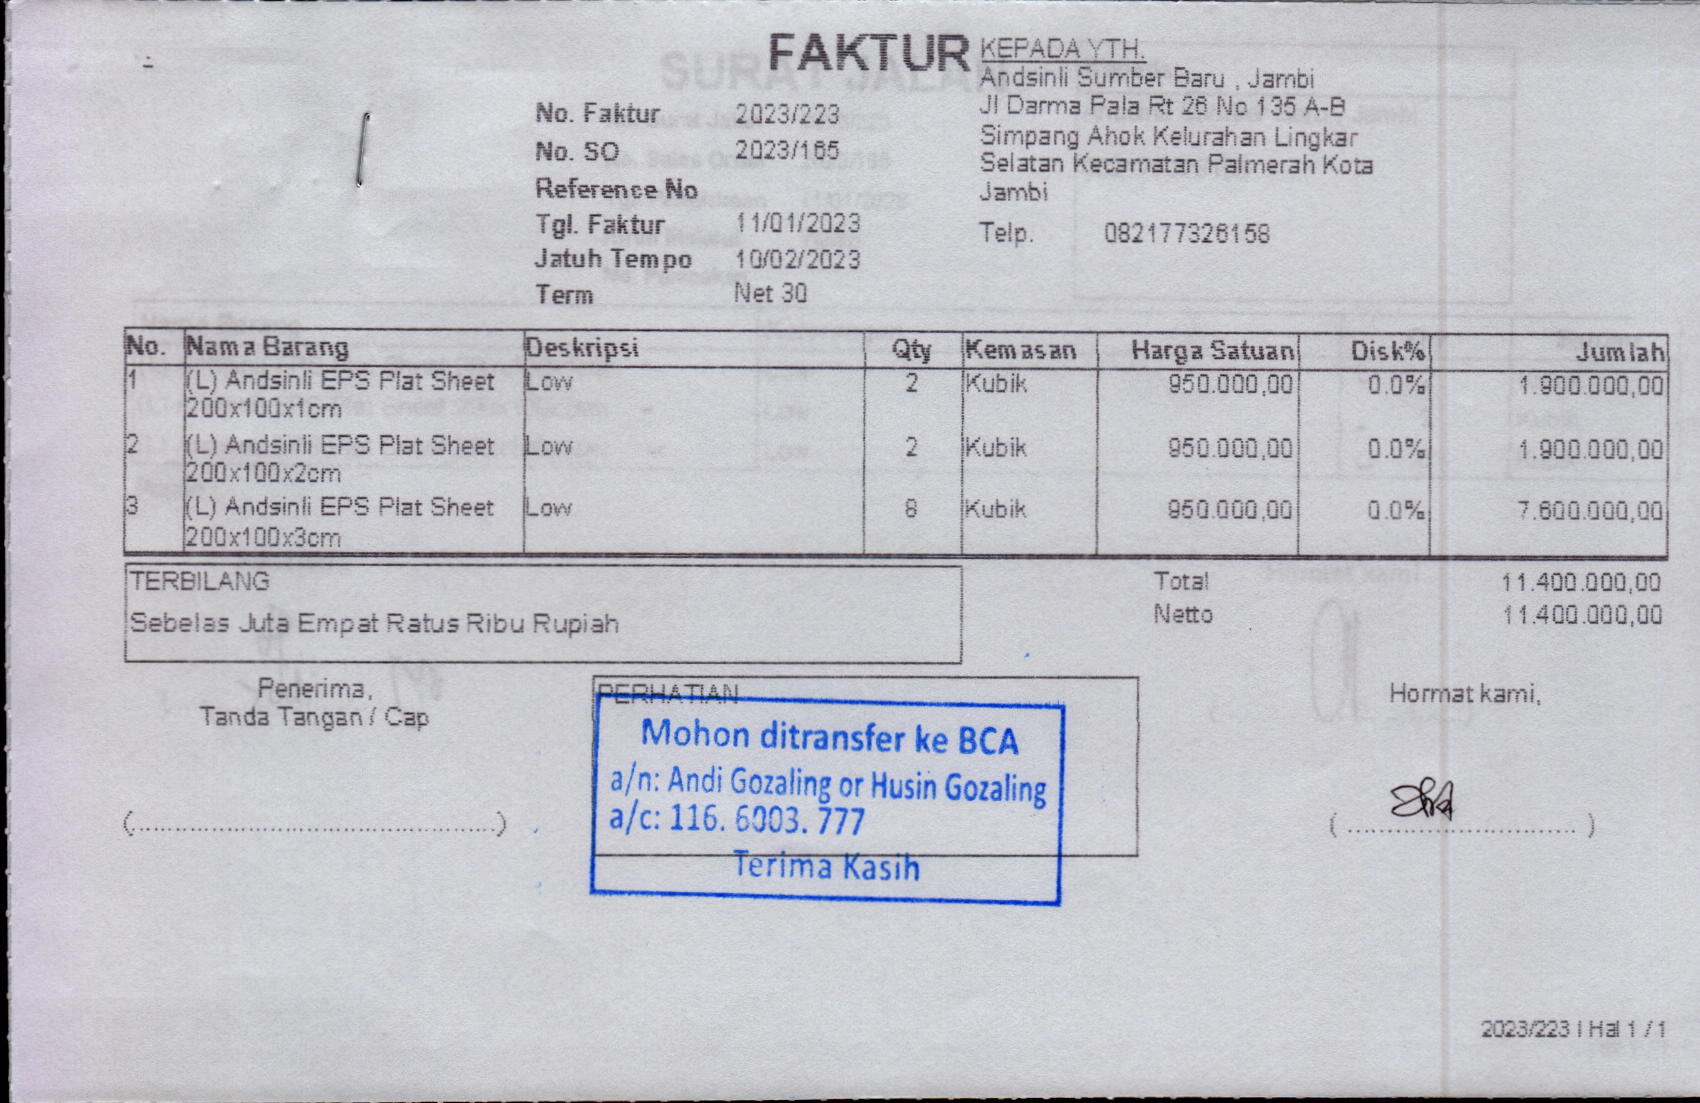 FAKTUR
KEPADA YTH.
Andsinli Sumber Baru , Jambi
Jl Darma Pala Rt 26 No 135 A-B
Simpang Ahok Kelurahan Lingkar
Selatan Kecamatan Palmerah Kota
Jambi
Telp. 082177326158
No. Faktur 2023/223
No. SO 2023/165
Reference No
Tgl. Faktur 11/01/2023
Jatuh Tempo 10/02/2023
Term Net 30
No. Nama Barang Deskripsi Qty Kemasan Harga Satuan Disk% Jumlah
1 (L) Andsinli EPS Plat Sheet Low 2 Kubik 950.000,00 0.0% 1.900.000,00
200x100x1cm
2 (L) Andsinli EPS Plat Sheet Low 2 Kubik 950.000,00 0.0% 1.900.000,00
200x100x2cm
3 (L) Andsinli EPS Plat Sheet Low 8 Kubik 950.000,00 0.0% 7.600.000,00
200x100x3cm
TERBILANG
Sebelas Juta Empat Ratus Ribu Rupiah
Total 11.400.000,00
Netto 11.400.000,00
Penerima,
Tanda Tangan / Cap
(..................................................)
PERHATIAN
Mohon ditransfer ke BCA
a/n: Andi Gozaling or Husin Gozaling
a/c: 116. 6003. 777
Terima Kasih
Hormat kami,
( ................................ )
2023/223 | Hal 1 / 1